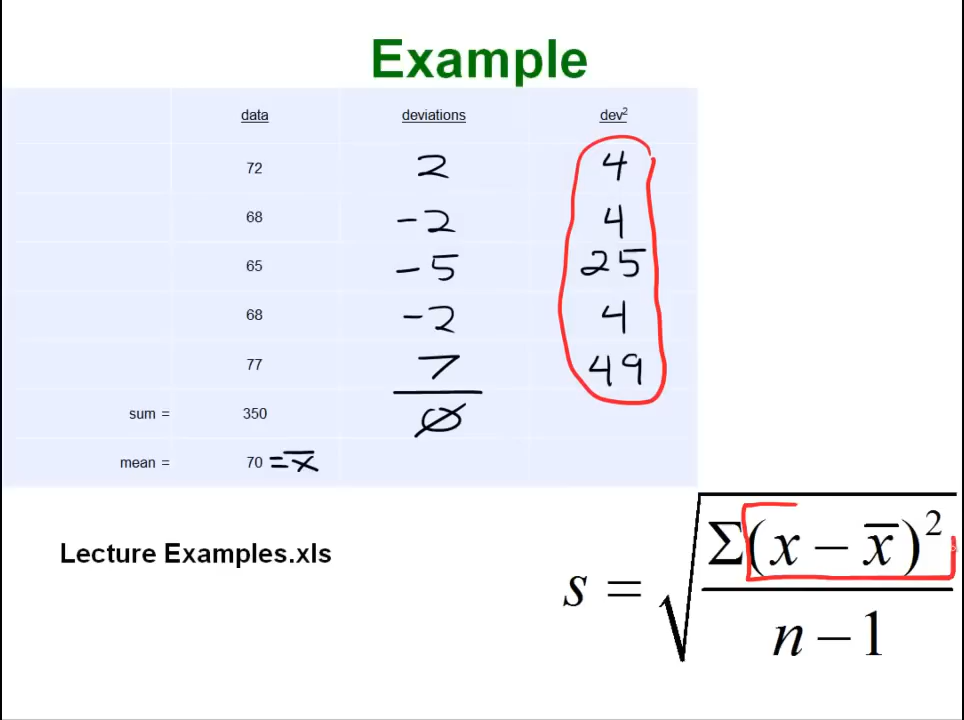 Example
data deviations dev²
72 2 4
68 -2 4
65 -5 25
68 -2 4
77 7 49
sum = 350 0
mean = 70 = x̄
Lecture Examples.xls
s = √(Σ(x − x̄)² / (n − 1))